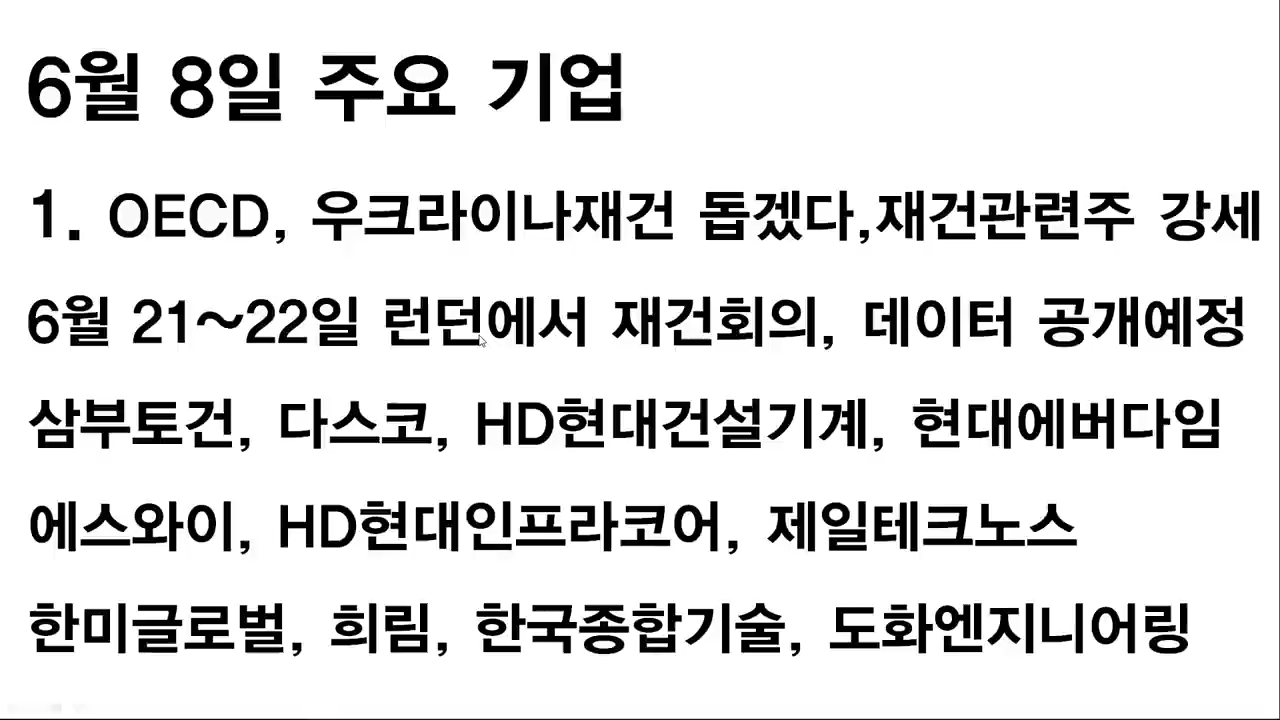 6월 8일 주요 기업
1. OECD, 우크라이나재건 돕겠다,재건관련주 강세
6월 21~22일 런던에서 재건회의, 데이터 공개예정
삼부토건, 다스코, HD현대건설기계, 현대에버다임
에스와이, HD현대인프라코어, 제일테크노스
한미글로벌, 희림, 한국종합기술, 도화엔지니어링